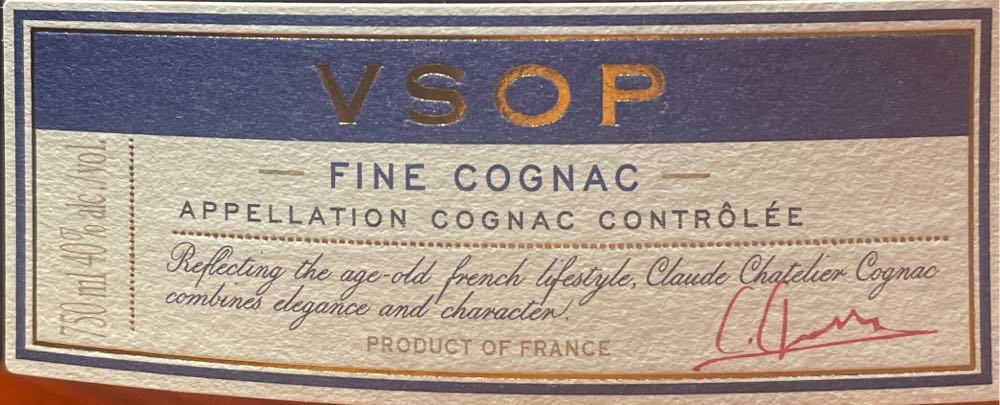 VSOP
FINE COGNAC
APPELLATION COGNAC CONTRÔLÉE
750 ml 40% alc./vol.
Reflecting the age-old french lifestyle, Claude Chatelier Cognac
combines elegance and character.
PRODUCT OF FRANCE